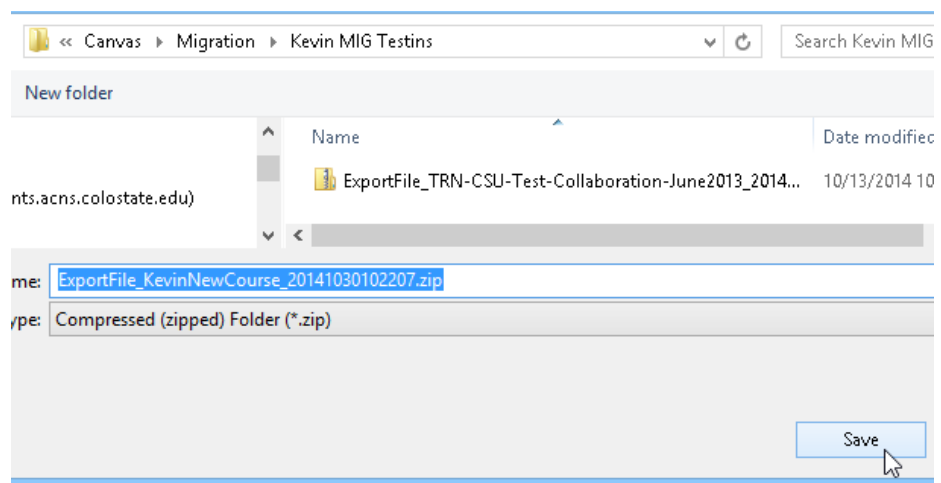 « Canvas Migration Kevin MIG Testins Search Kevin MIG
New folder
Name Date modified
ExportFile_TRN-CSU-Test-Collaboration-June2013_2014... 10/13/2014 10
nts.acns.colostate.edu)
me: ExportFile_KevinNewCourse_20141030102207.zip
ype: Compressed (zipped) Folder (*.zip)
Save